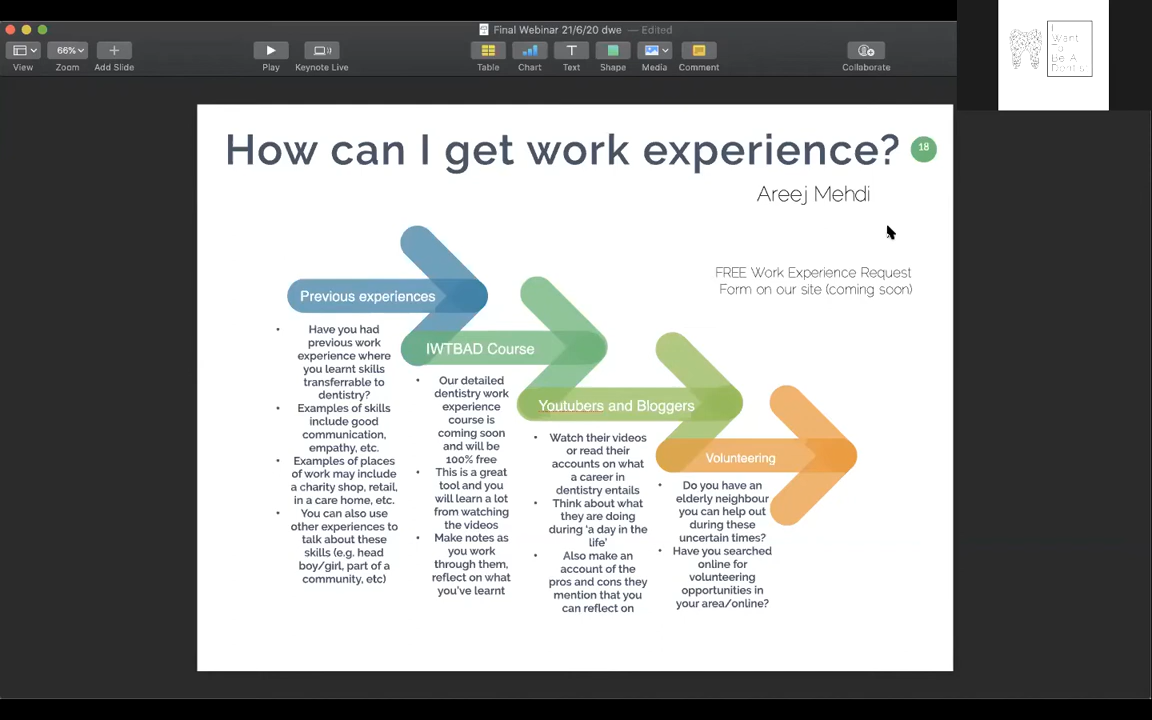 Final Webinar 21/6/20 dwe — Edited
66%
View
Zoom
Add Slide
Play
Keynote Live
Table
Chart
Text
Shape
Media
Comment
Collaborate
I
Want
To
Be A
Dentist
How can I get work experience?
18
Areej Mehdi
FREE Work Experience Request
Form on our site (coming soon)
Previous experiences
• Have you had
previous work
experience where
you learnt skills
transferrable to
dentistry?
• Examples of skills
include good
communication,
empathy, etc.
• Examples of places
of work may include
a charity shop, retail,
in a care home, etc.
• You can also use
other experiences to
talk about these
skills (e.g. head
boy/girl, part of a
community, etc)
IWTBAD Course
• Our detailed
dentistry work
experience
course is
coming soon
and will be
100% free
• This is a great
tool and you
will learn a lot
from watching
the videos
• Make notes as
you work
through them,
reflect on what
you've learnt
Youtubers and Bloggers
• Watch their videos
or read their
accounts on what
a career in
dentistry entails
• Think about what
they are doing
during 'a day in the
life'
• Also make an
account of the
pros and cons they
mention that you
can reflect on
Volunteering
• Do you have an
elderly neighbour
you can help out
during these
uncertain times?
• Have you searched
online for
volunteering
opportunities in
your area/online?